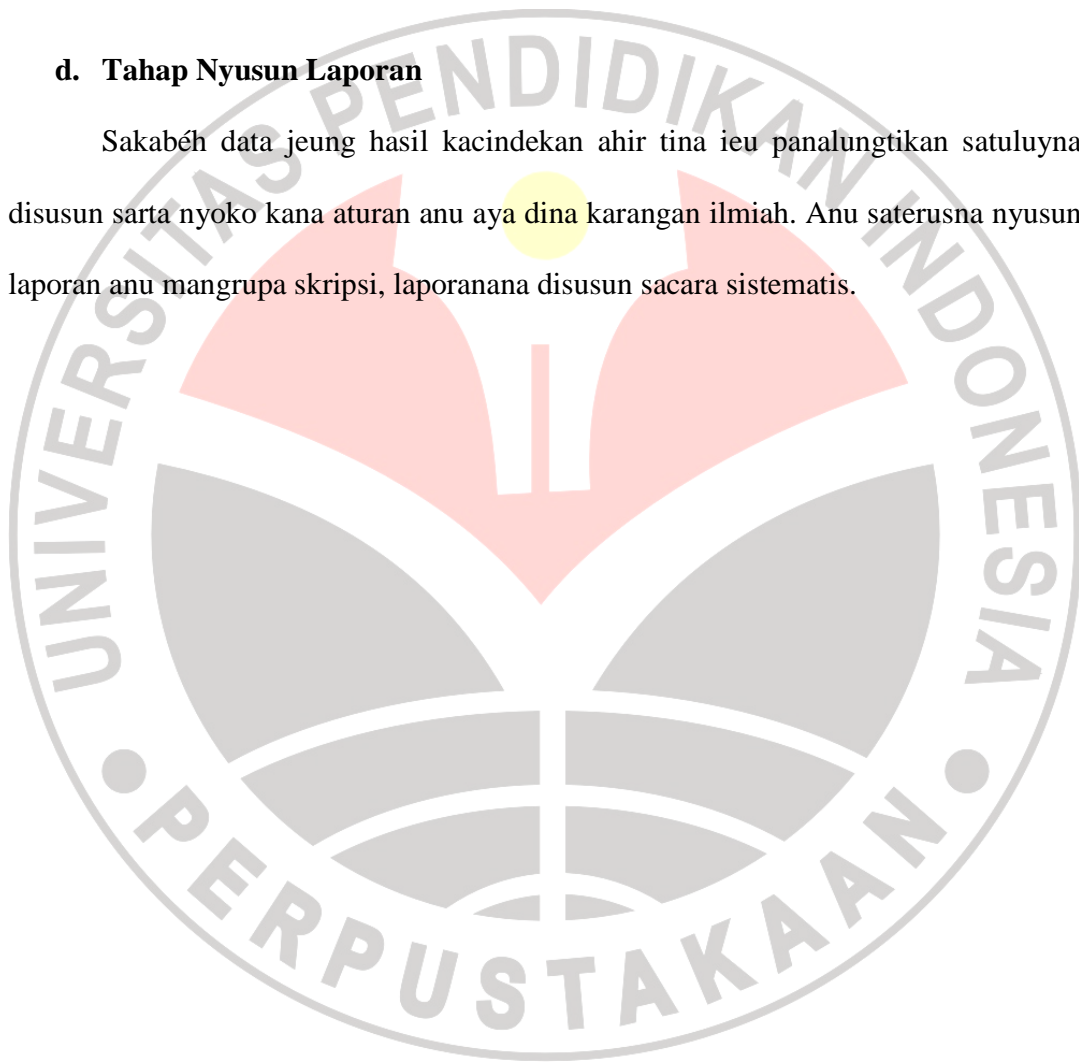 d. Tahap Nyusun Laporan
Sakabéh data jeung hasil kacindekan ahir tina ieu panalungtikan satuluyna
disusun sarta nyoko kana aturan anu aya dina karangan ilmiah. Anu saterusna nyusun
laporan anu mangrupa skripsi, laporanana disusun sacara sistematis.
UNIVERSITAS PENDIDIKAN INDONESIA
PERPUSTAKAAN